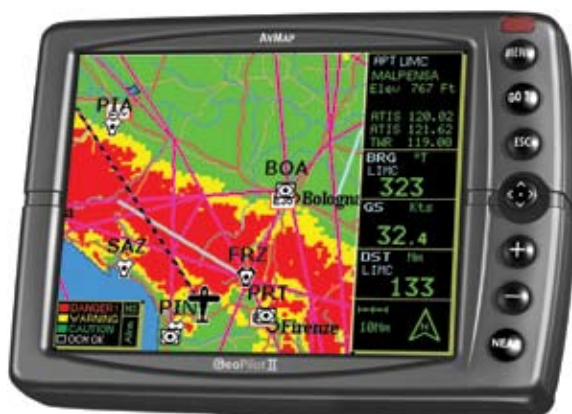 AvMap
APT LIMC
MALPENSA
Elev 767 Ft
ATIS 120.02
ATIS 121.62
TWR 119.00
BRG °T
LIMC
323
GS Kts
32.4
DST Nm
LIMC
133
10Nm
N
PIA
BOA
Bologna
SAZ
FRZ
PRT
PIN
Firenze
DANGER!
WARNING
CAUTION
GeoPilot II
MENU
GO TO
ESC
+
-
NEAR